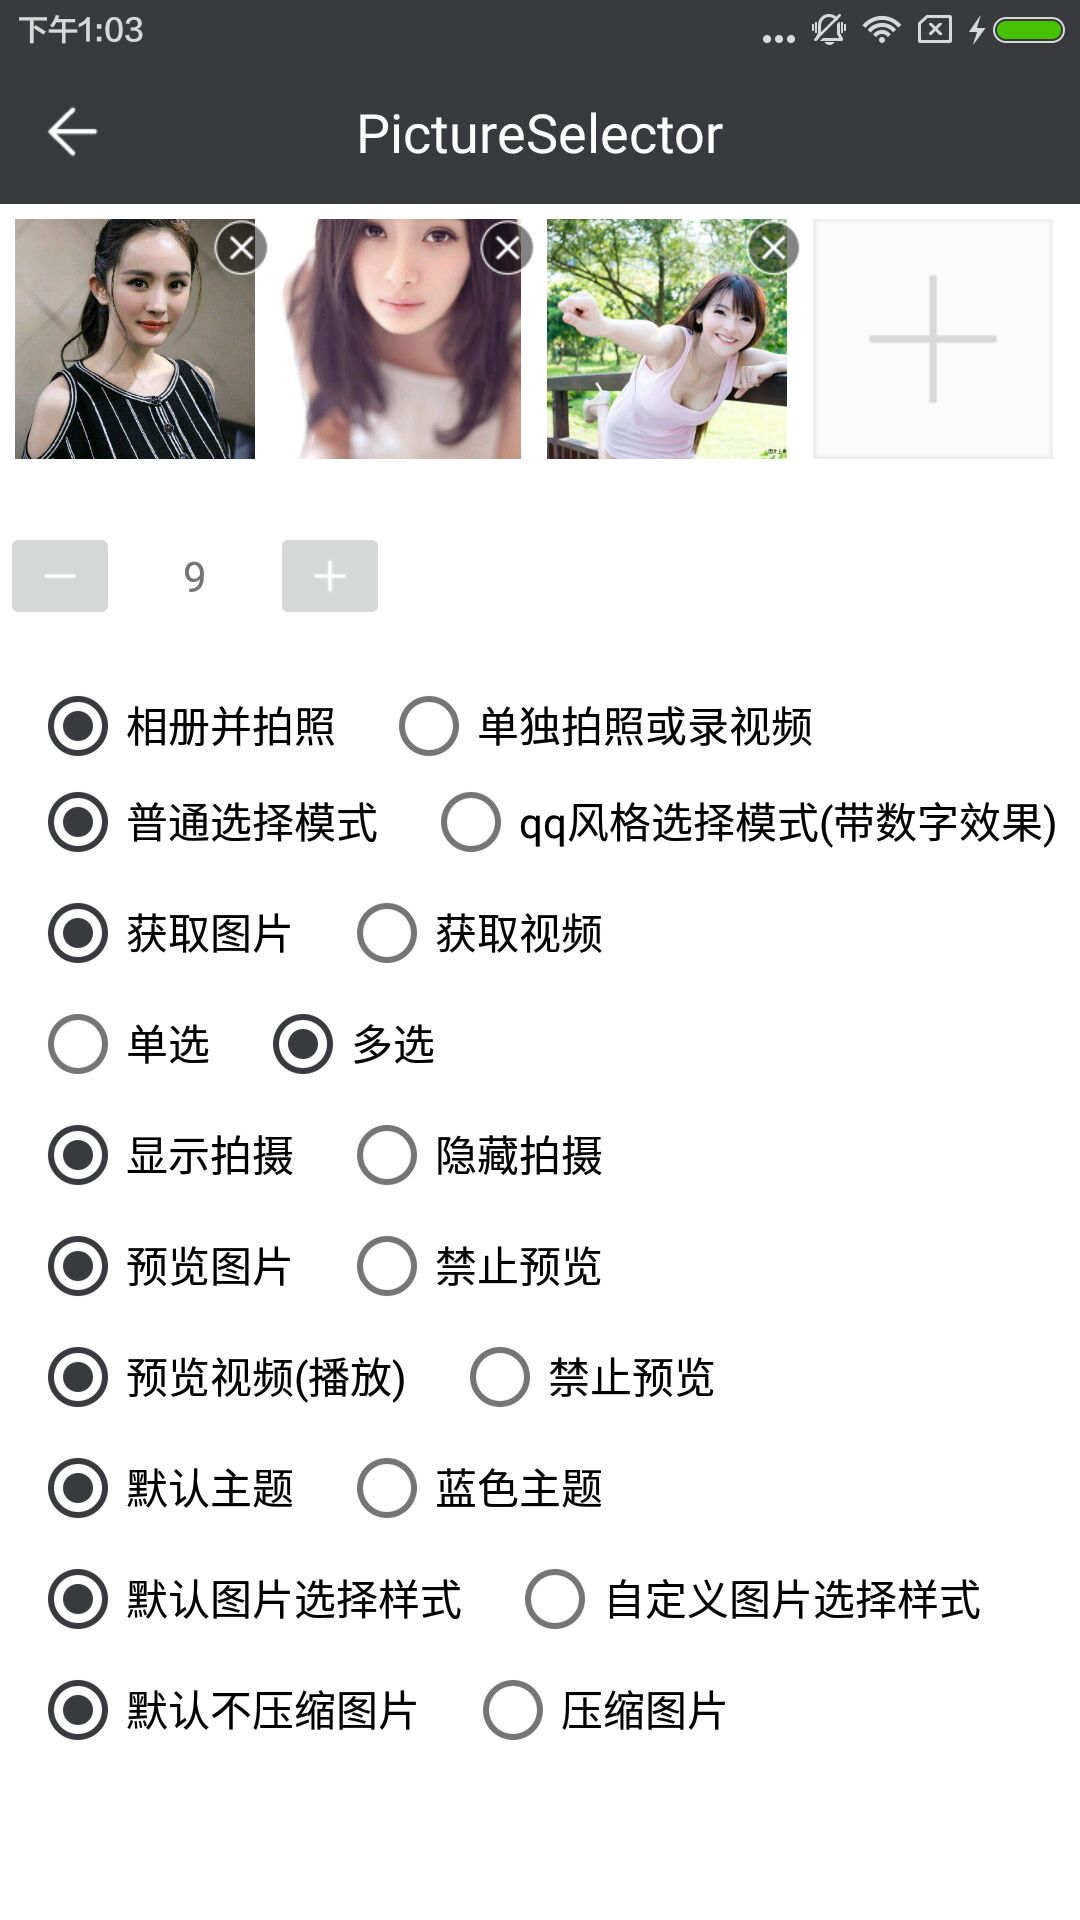 下午1:03
PictureSelector
9
相册并拍照 单独拍照或录视频
普通选择模式 qq风格选择模式(带数字效果)
获取图片 获取视频
单选 多选
显示拍摄 隐藏拍摄
预览图片 禁止预览
预览视频(播放) 禁止预览
默认主题 蓝色主题
默认图片选择样式 自定义图片选择样式
默认不压缩图片 压缩图片